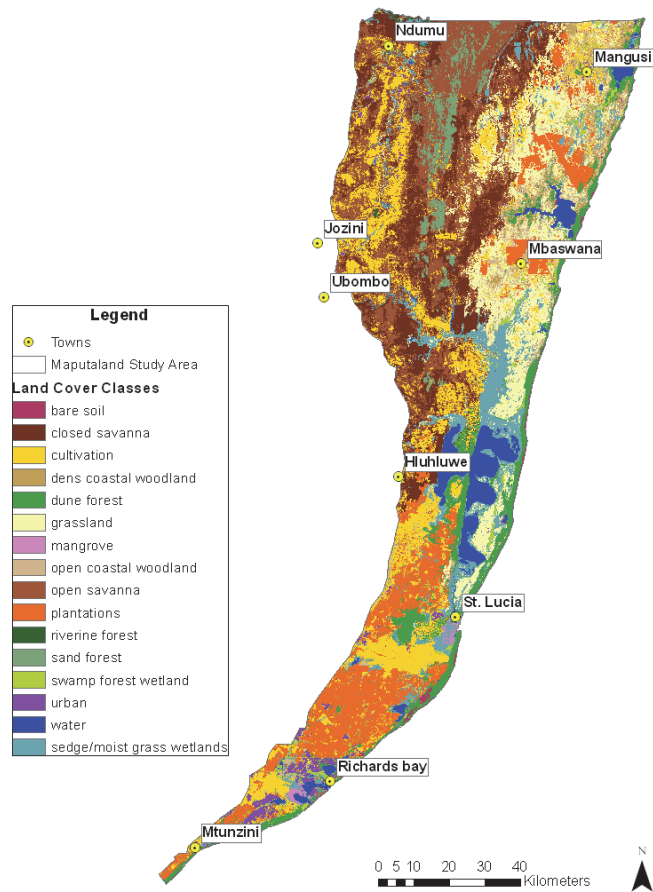 Ndumu
Mangusi
Jozini
Mbaswana
Ubombo
Legend
Towns
Maputaland Study Area
Land Cover Classes
bare soil
closed savanna
cultivation
dens coastal woodland
dune forest
grassland
mangrove
open coastal woodland
open savanna
plantations
riverine forest
sand forest
swamp forest wetland
urban
water
sedge/moist grass wetlands
Hluhluwe
St. Lucia
Richards bay
Mtunzini
N
0 5 10 20 30 40
Kilometers